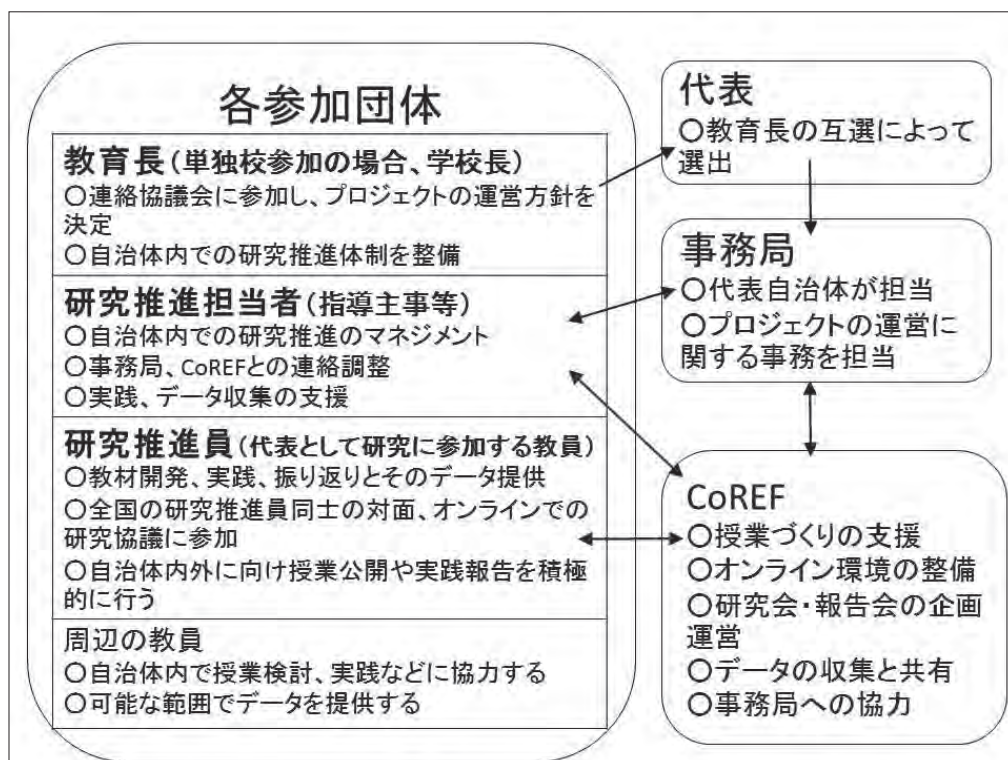 各参加団体
教育長(単独校参加の場合、学校長)
○連絡協議会に参加し、プロジェクトの運営方針を
決定
○自治体内での研究推進体制を整備
研究推進担当者(指導主事等)
○自治体内での研究推進のマネジメント
○事務局、CoREFとの連絡調整
○実践、データ収集の支援
研究推進員(代表として研究に参加する教員)
○教材開発、実践、振り返りとそのデータ提供
○全国の研究推進員同士の対面、オンラインでの
研究協議に参加
○自治体内外に向け授業公開や実践報告を積極
的に行う
周辺の教員
○自治体内で授業検討、実践などに協力する
○可能な範囲でデータを提供する
代表
○教育長の互選によって
選出
事務局
○代表自治体が担当
○プロジェクトの運営に
関する事務を担当
CoREF
○授業づくりの支援
○オンライン環境の整備
○研究会・報告会の企画
運営
○データの収集と共有
○事務局への協力